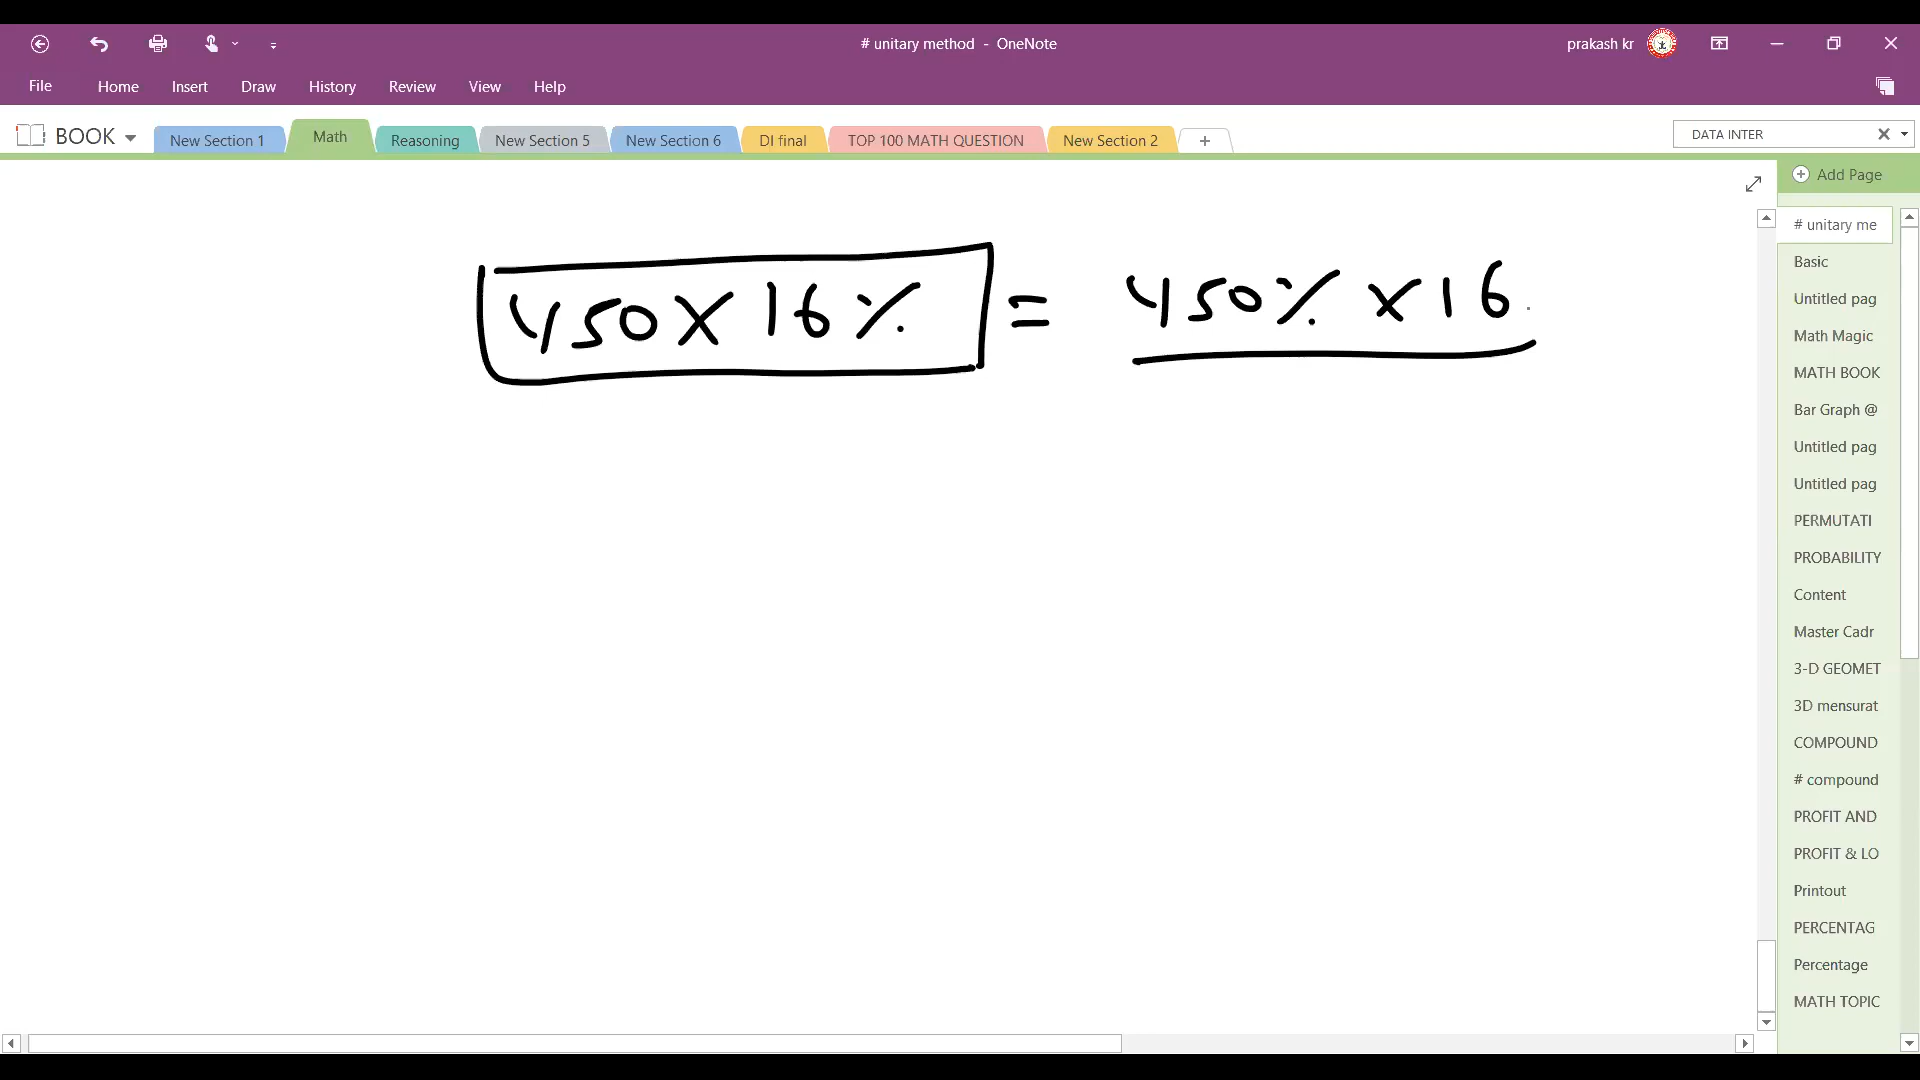 # unitary method - OneNote
prakash kr
File Home Insert Draw History Review View Help
BOOK New Section 1 Math Reasoning New Section 5 New Section 6 DI final TOP 100 MATH QUESTION New Section 2 +
DATA INTER
Add Page
450 X 16 % = 450 % X 16
# unitary me
Basic
Untitled pag
Math Magic
MATH BOOK
Bar Graph @
Untitled pag
Untitled pag
PERMUTATI
PROBABILITY
Content
Master Cadr
3-D GEOMET
3D mensurat
COMPOUND
# compound
PROFIT AND
PROFIT & LO
Printout
PERCENTAG
Percentage
MATH TOPIC